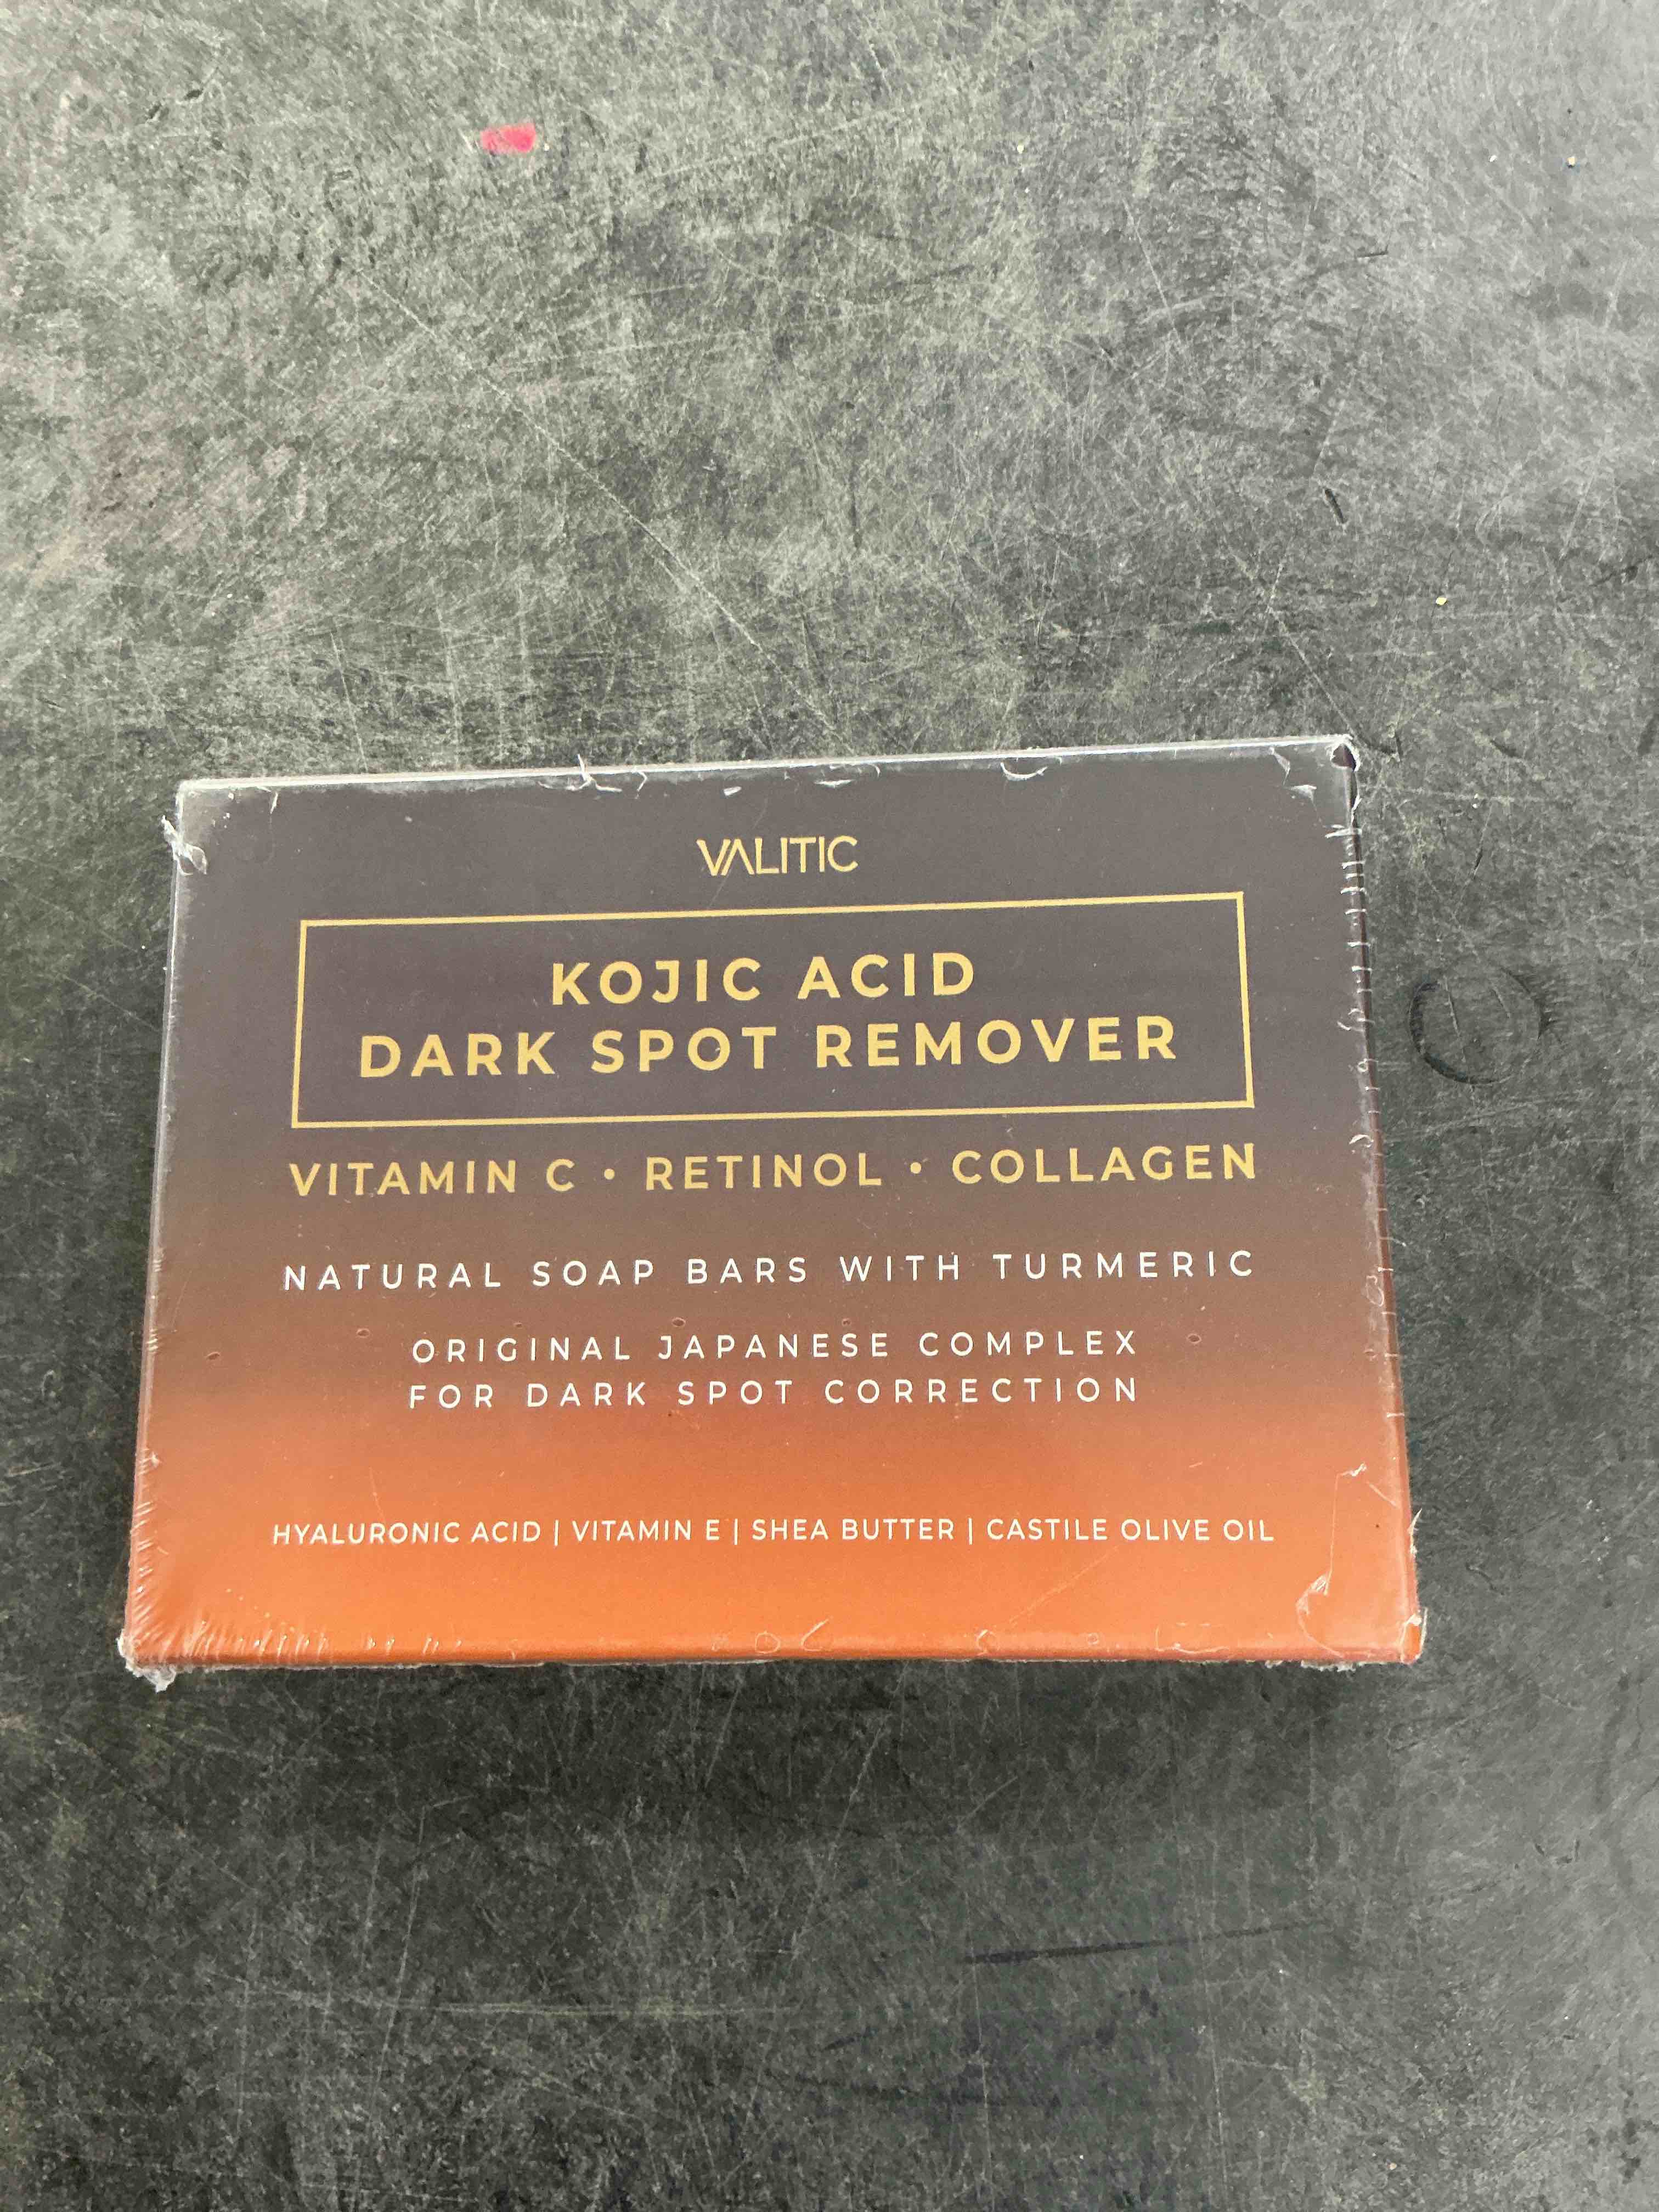 VALITIC
KOJIC ACID
DARK SPOT REMOVER
VITAMIN C • RETINOL • COLLAGEN
NATURAL SOAP BARS WITH TURMERIC
ORIGINAL JAPANESE COMPLEX
FOR DARK SPOT CORRECTION
HYALURONIC ACID | VITAMIN E | SHEA BUTTER | CASTILE OLIVE OIL